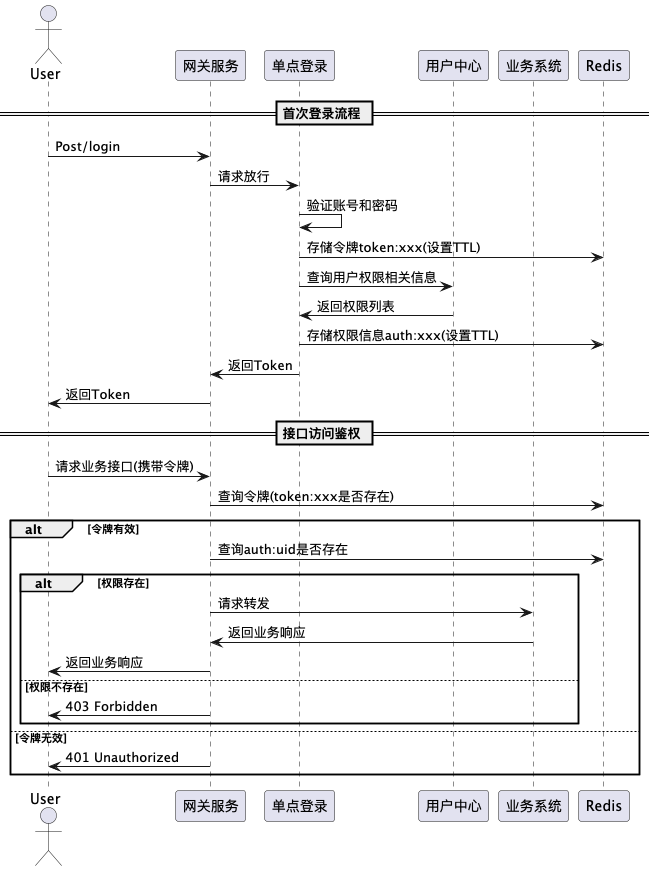 User
网关服务
单点登录
用户中心
业务系统
Redis
首次登录流程
Post/login
请求放行
验证账号和密码
存储令牌token:xxx(设置TTL)
查询用户权限相关信息
返回权限列表
存储权限信息auth:xxx(设置TTL)
返回Token
返回Token
接口访问鉴权
请求业务接口(携带令牌)
查询令牌(token:xxx是否存在)
alt [令牌有效]
查询auth:uid是否存在
alt [权限存在]
请求转发
返回业务响应
返回业务响应
[权限不存在]
403 Forbidden
[令牌无效]
401 Unauthorized
User
网关服务
单点登录
用户中心
业务系统
Redis